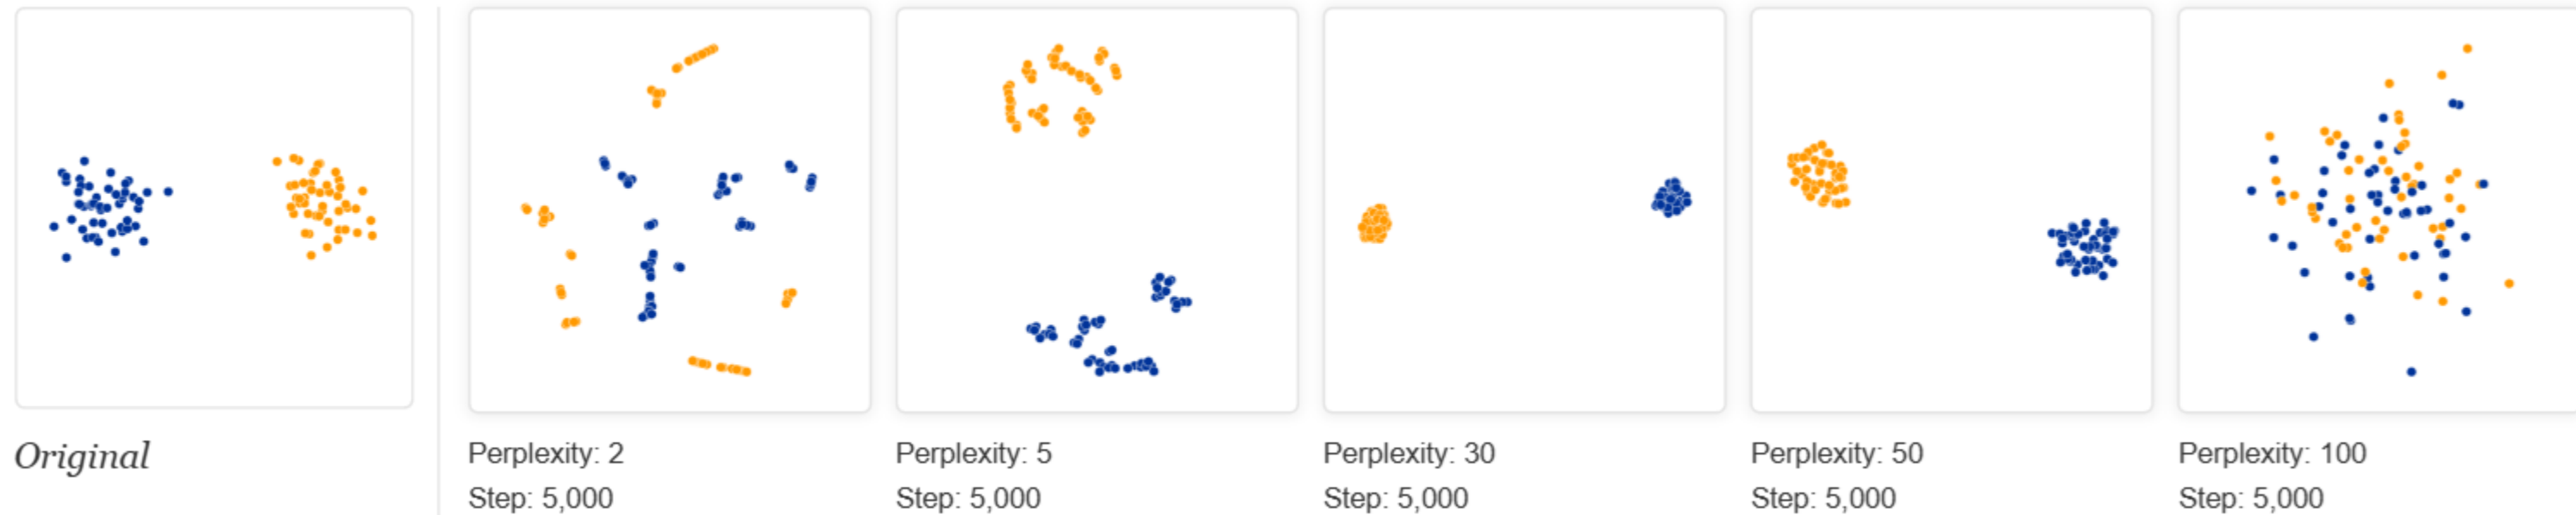 Original
Perplexity: 2
Step: 5,000
Perplexity: 5
Step: 5,000
Perplexity: 30
Step: 5,000
Perplexity: 50
Step: 5,000
Perplexity: 100
Step: 5,000